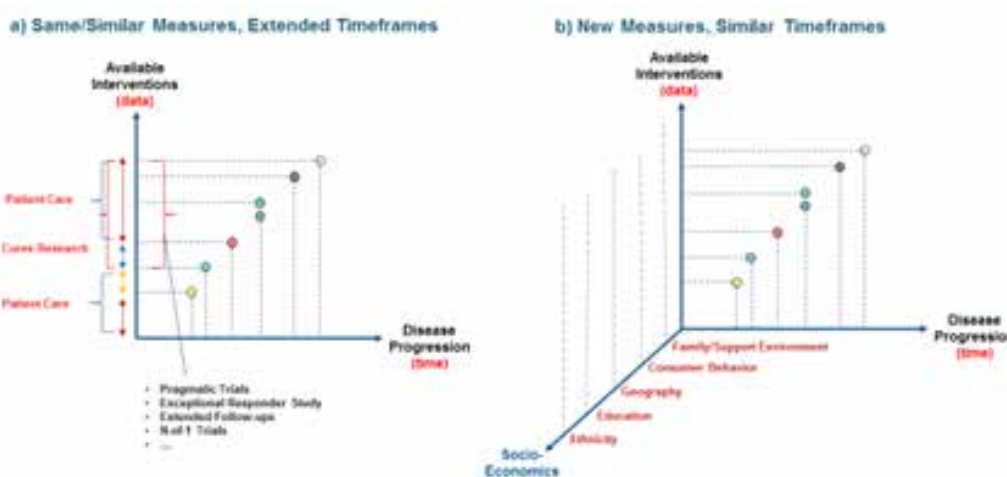 a) Same/Similar Measures, Extended Timeframes
Available
Interventions
(data)
Patient Care
Cures Research
Patient Care
Disease
Progression
(time)
• Pragmatic Trials
• Exceptional Responder Study
• Extended Follow-ups
• N-of 1 Trials
• ...
b) New Measures, Similar Timeframes
Available
Interventions
(data)
Disease
Progressio
(time)
Family/Support Environment
Consumer Behavior
Geography
Education
Ethnicity
Socio-
Economics